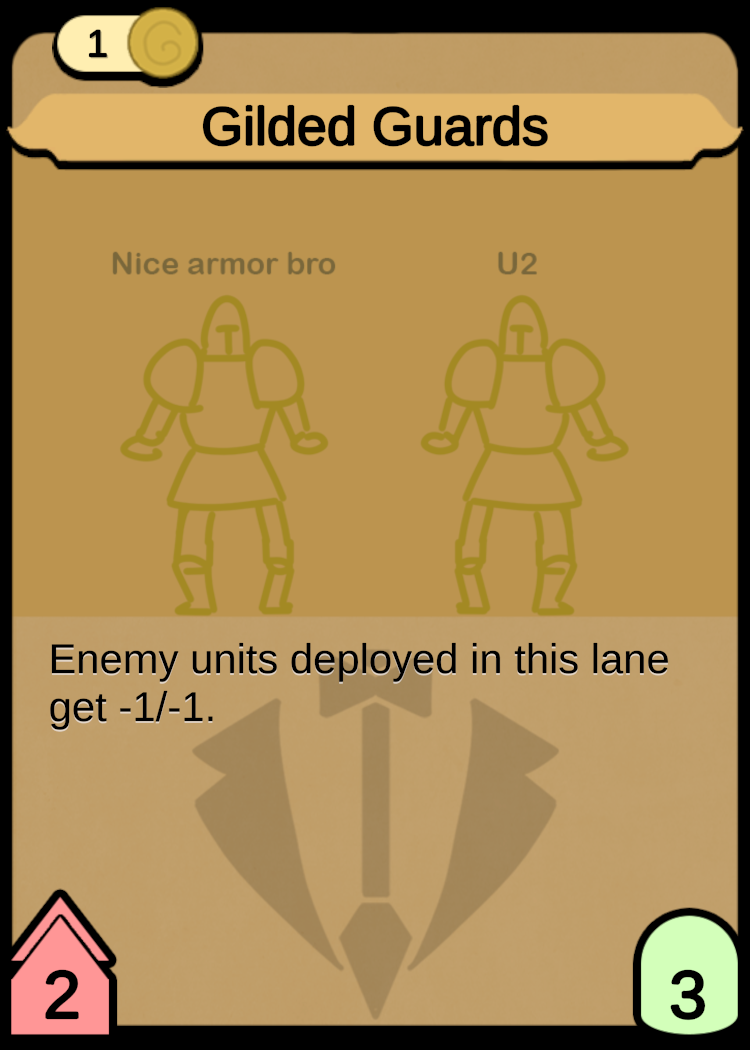 1
Gilded Guards
Nice armor bro
U2
Enemy units deployed in this lane
get -1/-1.
2
3